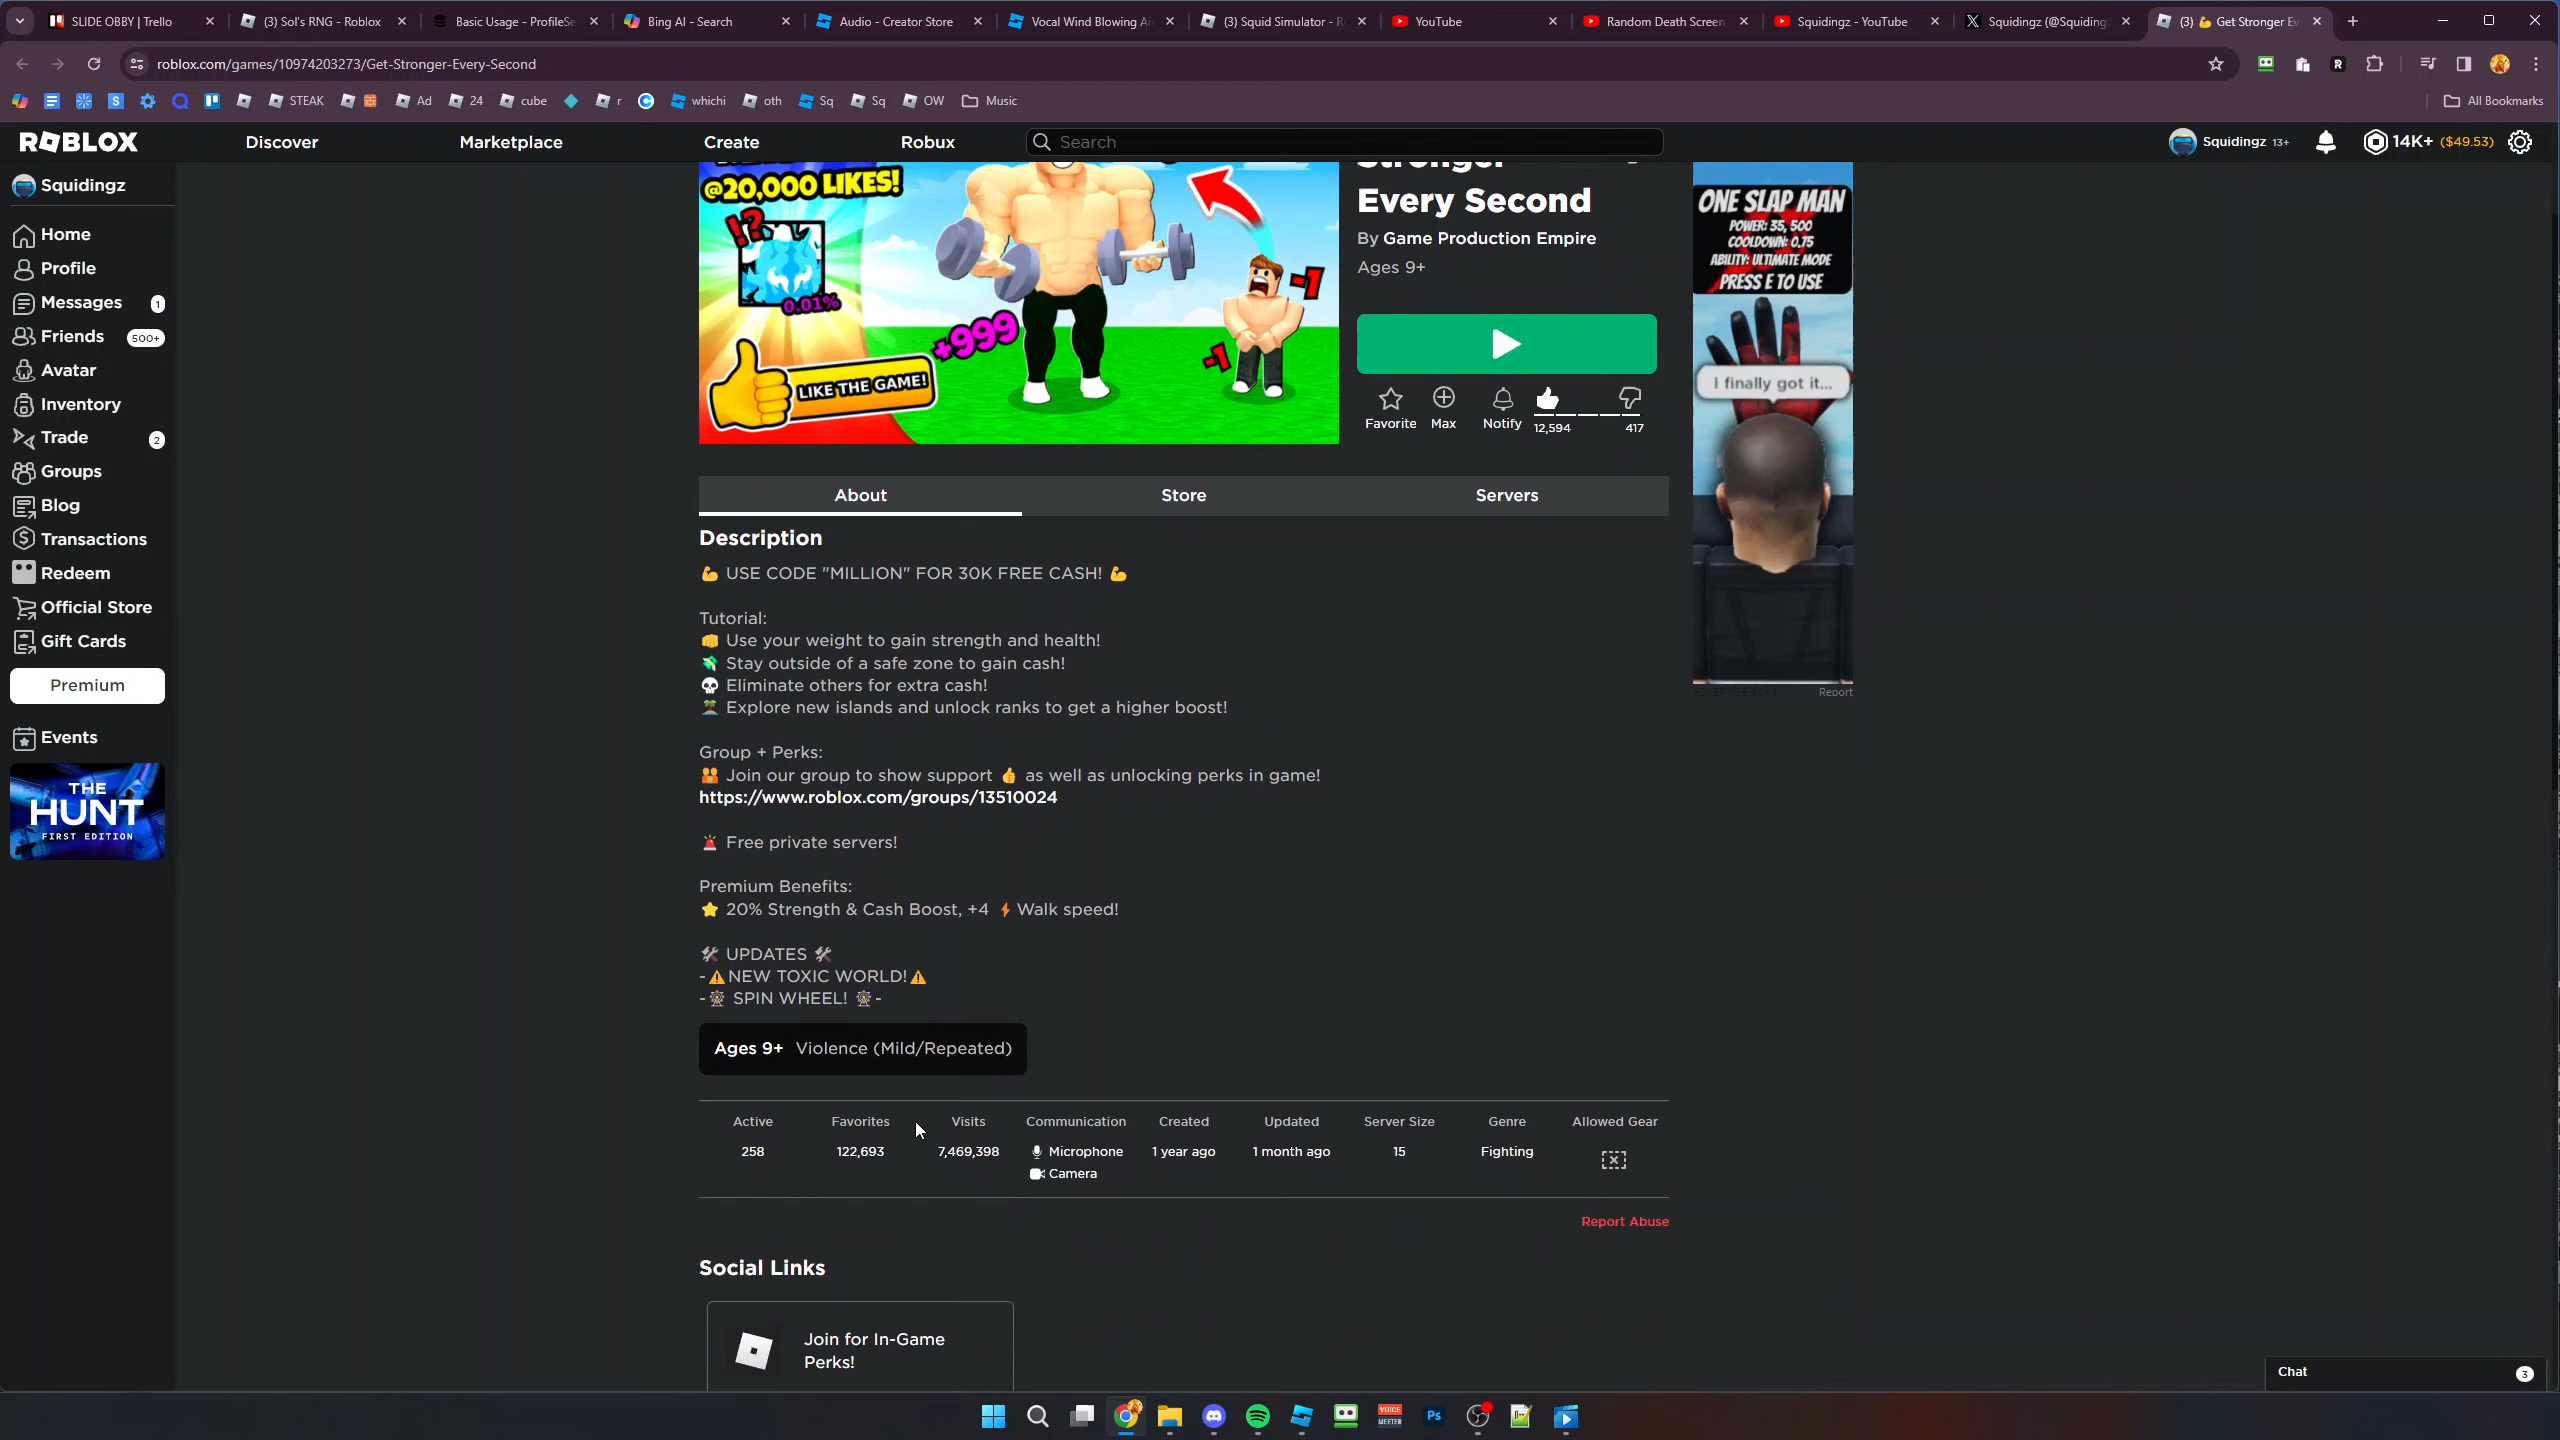 SLIDE OBBY | Trello
(3) Sol's RNG - Roblox
Basic Usage - ProfileSe
Bing AI - Search
Audio - Creator Store
Vocal Wind Blowing Ai
(3) Squid Simulator - R
YouTube
Random Death Screen
Squidingz - YouTube
Squidingz (@Squiding
(3) 💪 Get Stronger Ev
roblox.com/games/10974203273/Get-Stronger-Every-Second
STEAK
Ad
24
cube
r
whichi
oth
Sq
Sq
OW
Music
All Bookmarks
ROBLOX
Discover
Marketplace
Create
Robux
Search
Squidingz 13+
14K+ ($49.53)
Squidingz
Home
Profile
Messages 1
Friends 500+
Avatar
Inventory
Trade 2
Groups
Blog
Transactions
Redeem
Official Store
Gift Cards
Premium
Events
THE
HUNT
FIRST EDITION
@20,000 LIKES!
!?
0.01%
+999
-1
-1
LIKE THE GAME!
Stronger
Every Second
By Game Production Empire
Ages 9+
Favorite
Max
Notify
12,594
417
ONE SLAP MAN
POWER: 35, 500
COOLDOWN: 0.75
ABILITY: ULTIMATE MODE
PRESS E TO USE
I finally got it...
ADVERTISEMENT
Report
About
Store
Servers
Description
💪 USE CODE "MILLION" FOR 30K FREE CASH! 💪
Tutorial:
👊 Use your weight to gain strength and health!
💸 Stay outside of a safe zone to gain cash!
💀 Eliminate others for extra cash!
🏝️ Explore new islands and unlock ranks to get a higher boost!
Group + Perks:
👥 Join our group to show support 👍 as well as unlocking perks in game!
https://www.roblox.com/groups/13510024
🚨 Free private servers!
Premium Benefits:
⭐ 20% Strength & Cash Boost, +4 ⚡ Walk speed!
🛠️ UPDATES 🛠️
-⚠️NEW TOXIC WORLD!⚠️
-🎡 SPIN WHEEL! 🎡-
Ages 9+ Violence (Mild/Repeated)
Active
Favorites
Visits
Communication
Created
Updated
Server Size
Genre
Allowed Gear
258
122,693
7,469,398
Microphone
1 year ago
1 month ago
15
Fighting
Camera
Report Abuse
Social Links
Join for In-Game
Perks!
Chat
3
VOICE
MEETER
Ps